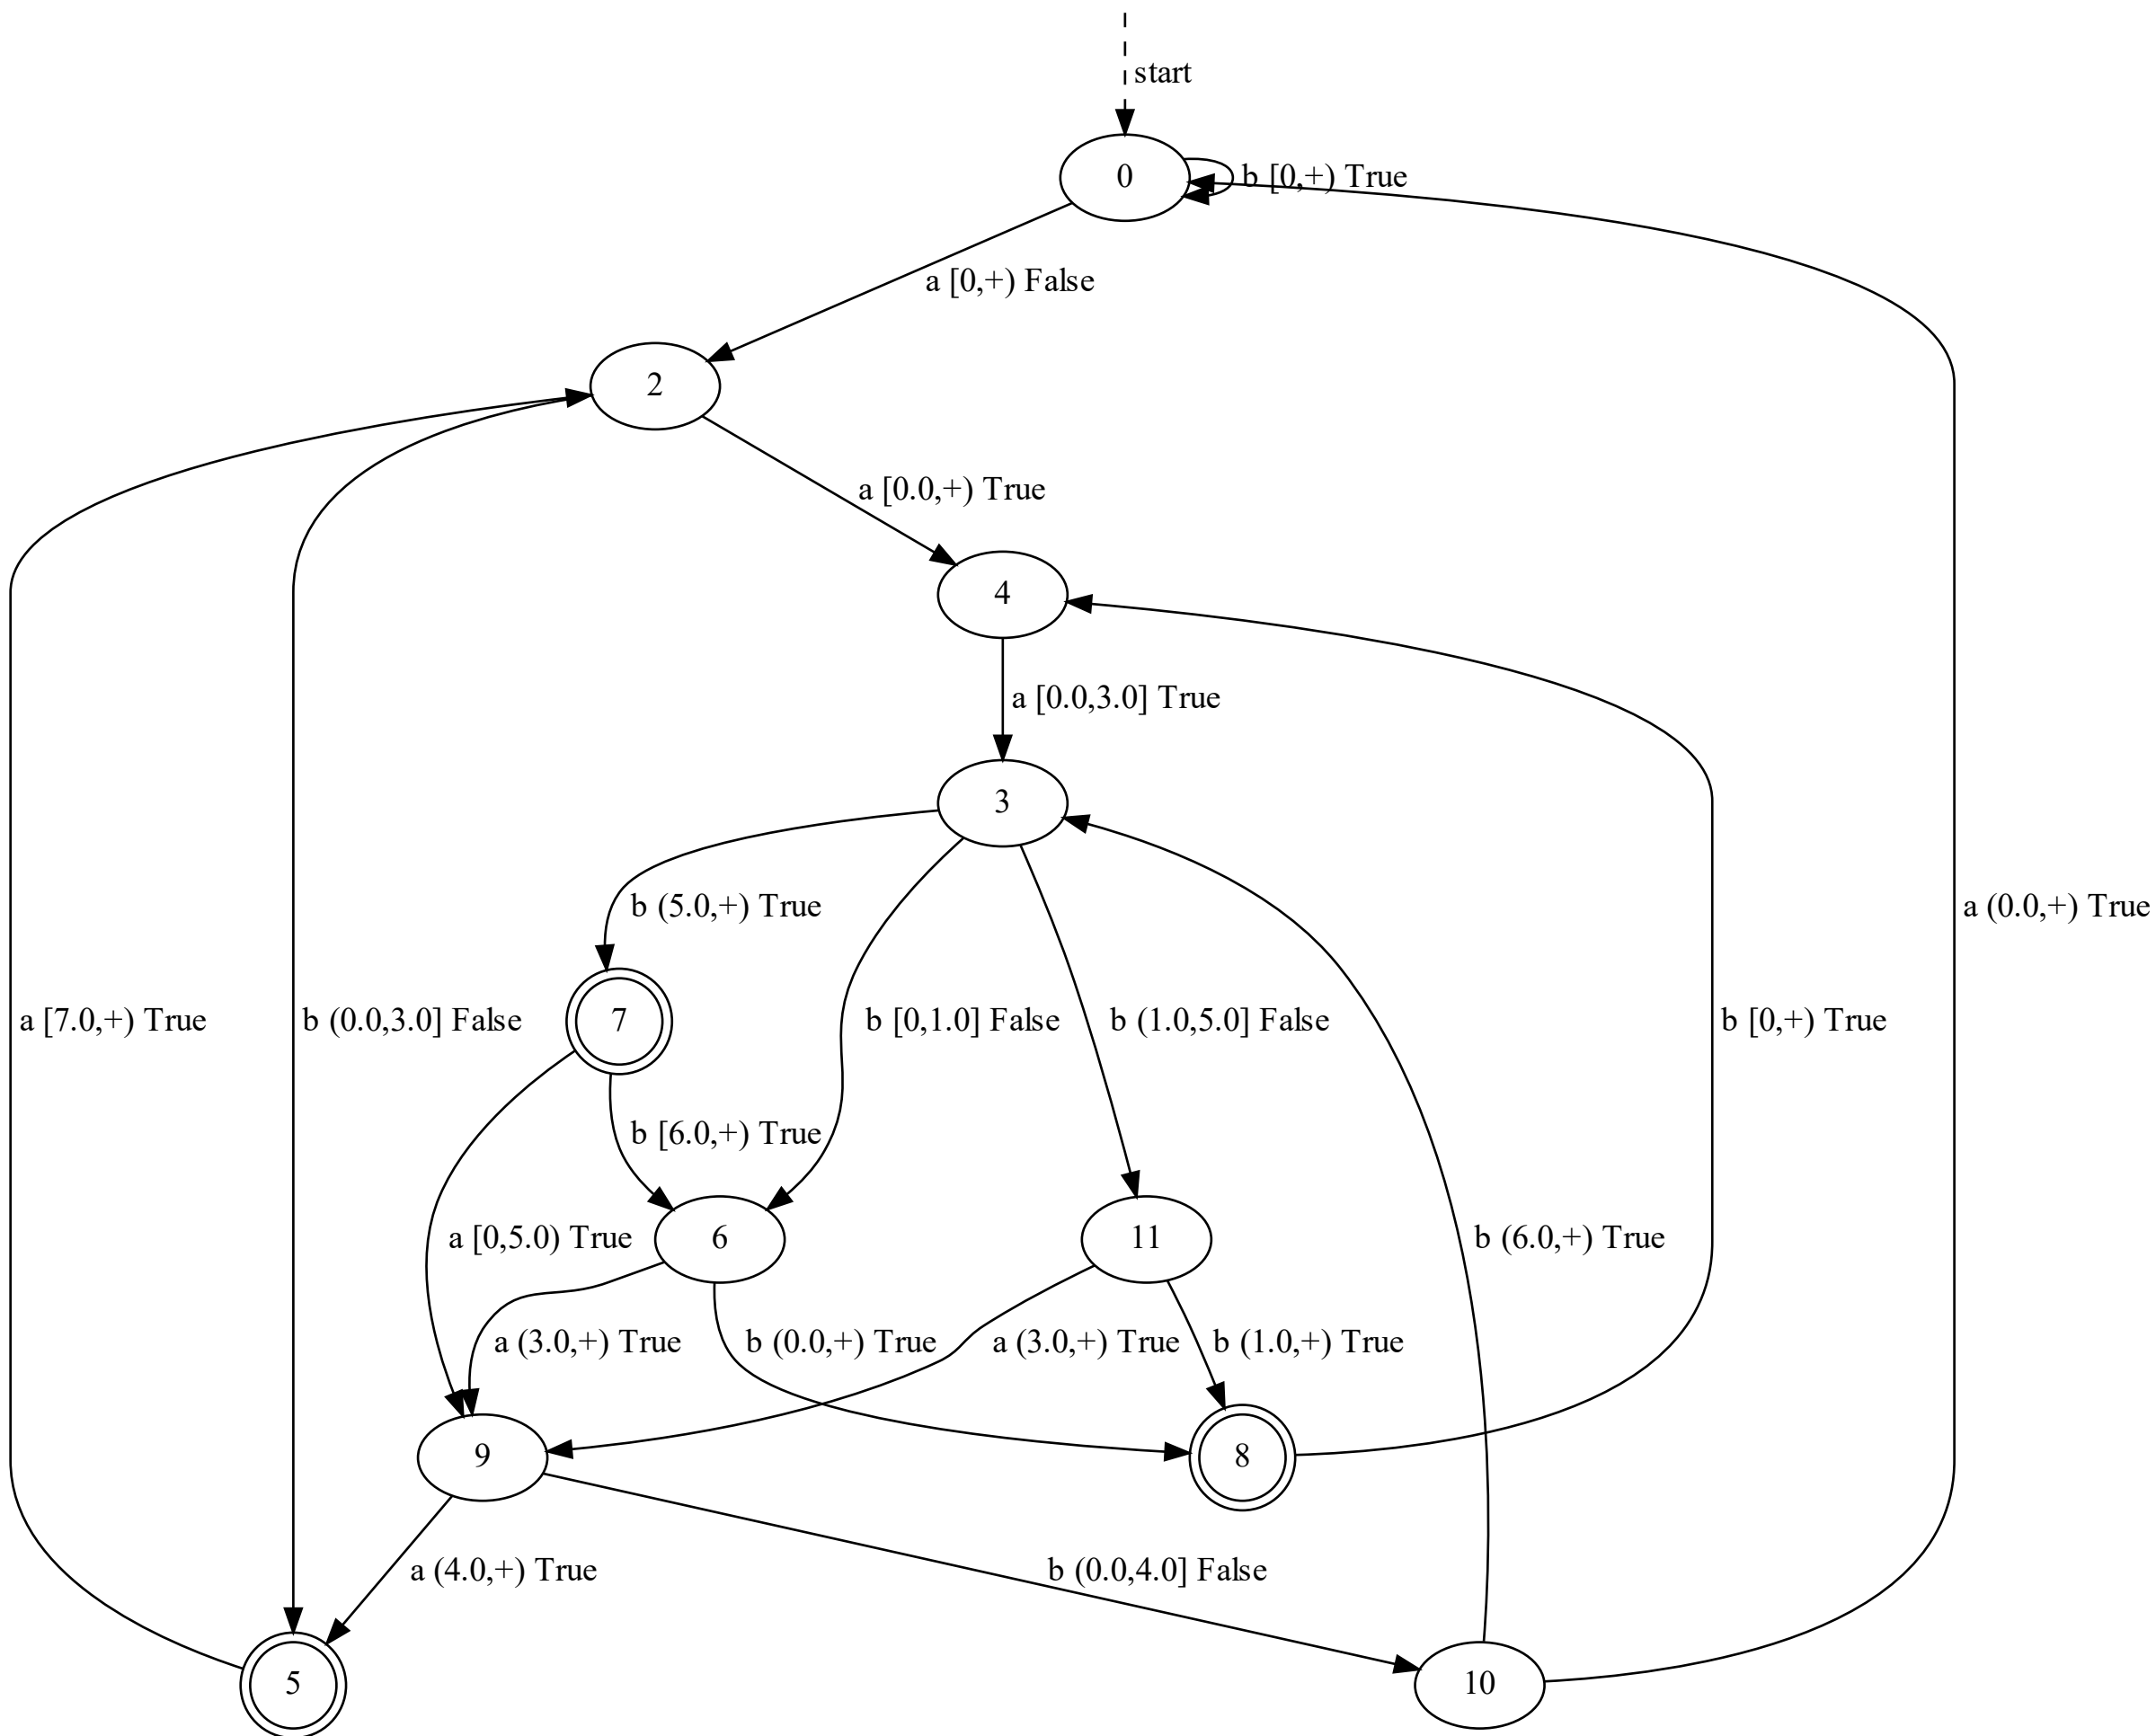 start
0
b [0,+) True
a [0,+) False
2
a [0.0,+) True
4
a [0.0,3.0] True
3
b (5.0,+) True
a (0.0,+) True
a [7.0,+) True
b (0.0,3.0] False
7
b [0,1.0] False
b (1.0,5.0] False
b [0,+) True
b [6.0,+) True
a [0,5.0) True
6
11
b (6.0,+) True
a (3.0,+) True
b (0.0,+) True
a (3.0,+) True
b (1.0,+) True
9
8
a (4.0,+) True
b (0.0,4.0] False
5
10